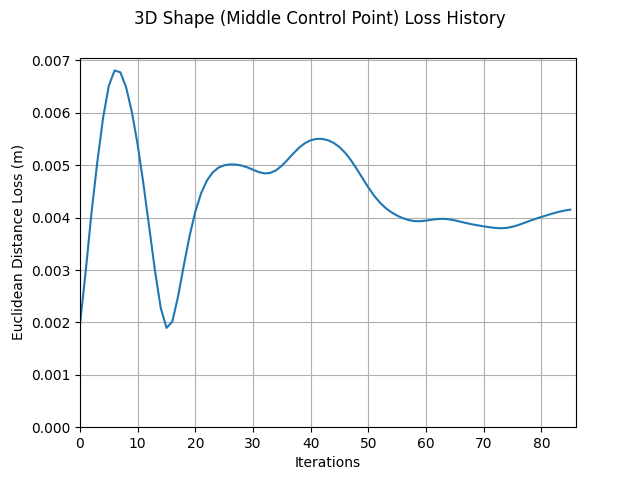 3D Shape (Middle Control Point) Loss History
0.007
0.006
0.005
0.004
0.003
0.002
0.001
0.000
Euclidean Distance Loss (m)
0 10 20 30 40 50 60 70 80
Iterations